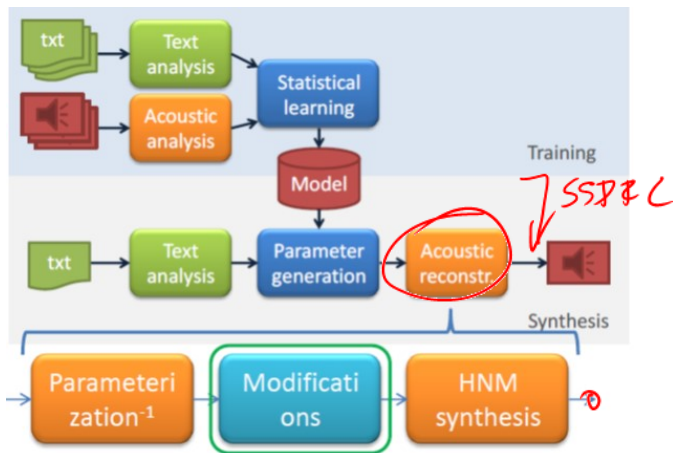 txt
Text
analysis
Acoustic
analysis
Statistical
learning
Training
Model
txt
Text
analysis
Parameter
generation
Acoustic
reconstr.
Synthesis
Parameteri
zation-1
Modificati
ons
HNM
synthesis